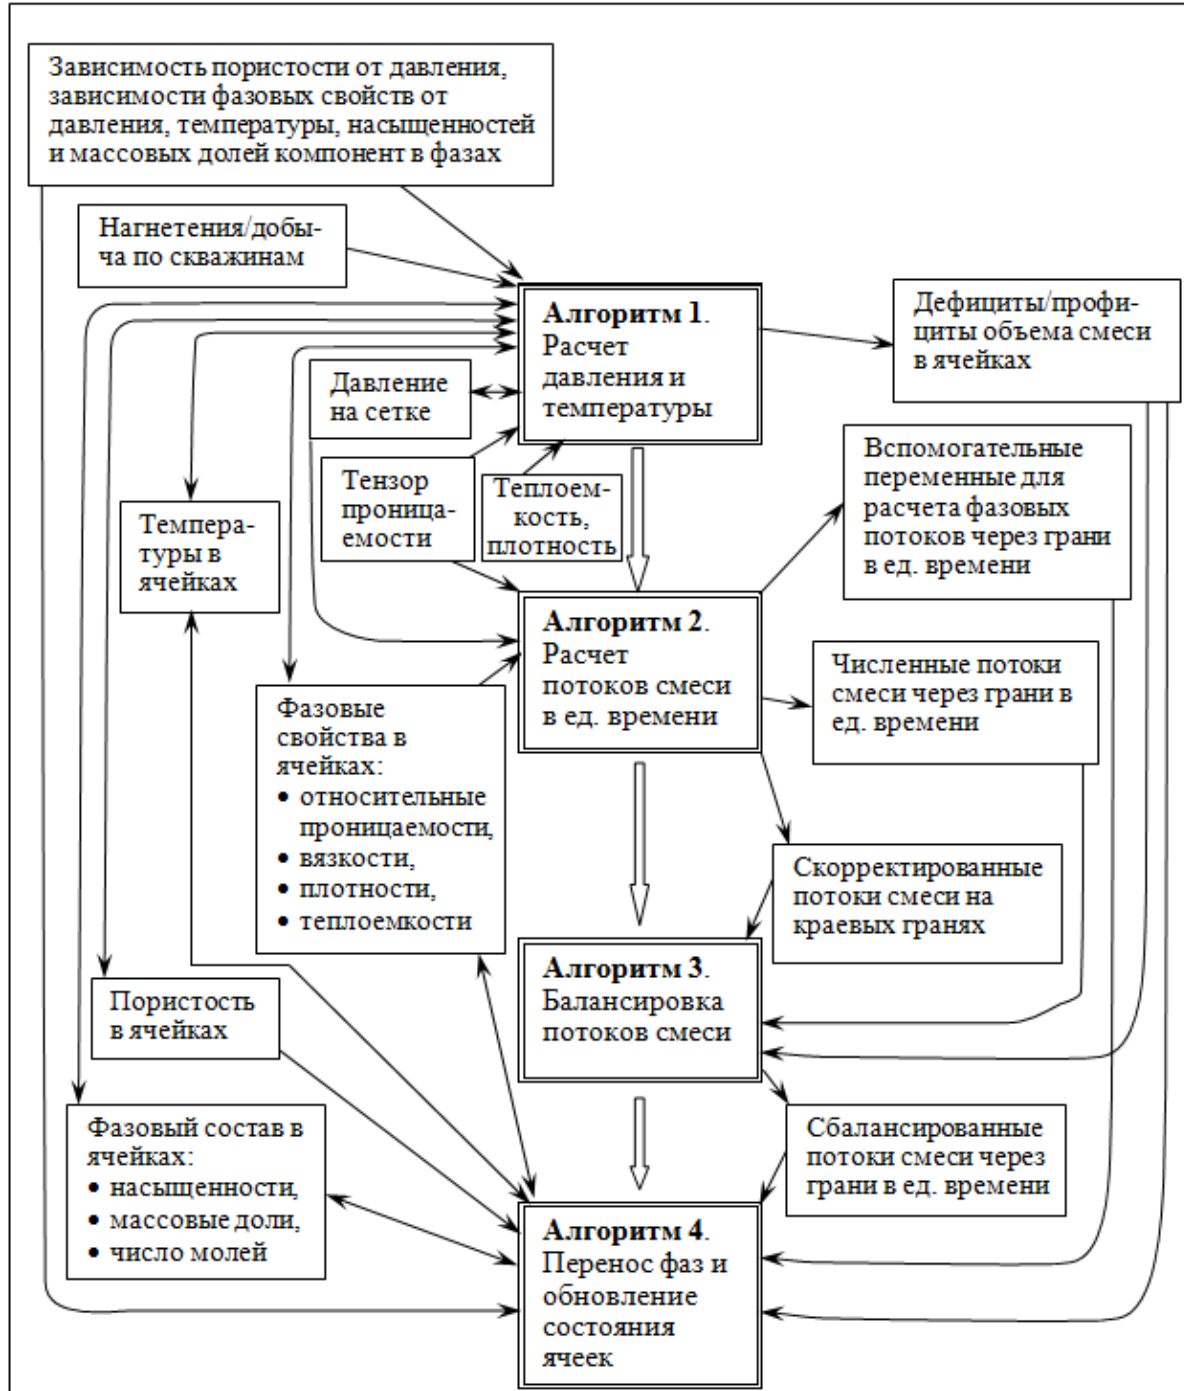 Зависимость пористости от давления,
зависимости фазовых свойств от
давления, температуры, насыщенностей
и массовых долей компонент в фазах
Нагнетения/добы-
ча по скважинам
Алгоритм 1.
Расчет
давления и
температуры
Дефициты/профи-
циты объема смеси
в ячейках
Давление
на сетке
Тензор
проница-
емости
Теплоем-
кость,
плотность
Вспомогательные
переменные для
расчета фазовых
потоков через грани
в ед. времени
Темпера-
туры в
ячейках
Алгоритм 2.
Расчет
потоков смеси
в ед. времени
Численные потоки
смеси через грани в
ед. времени
Фазовые
свойства в
ячейках:
• относительные
проницаемости,
• вязкости,
• плотности,
• теплоемкости
Скорректированные
потоки смеси на
краевых гранях
Алгоритм 3.
Балансировка
потоков смеси
Пористость
в ячейках
Фазовый состав в
ячейках:
• насыщенности,
• массовые доли,
• число молей
Сбалансированные
потоки смеси через
грани в ед. времени
Алгоритм 4.
Перенос фаз и
обновление
состояния
ячеек